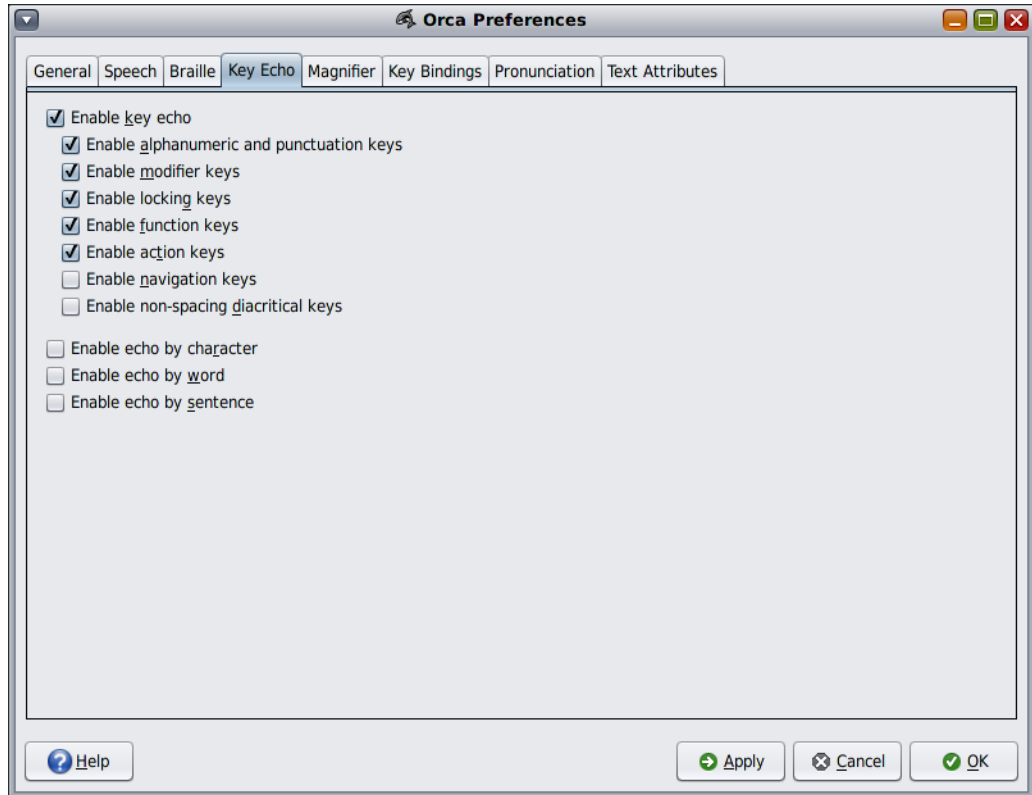 Orca Preferences
General Speech Braille Key Echo Magnifier Key Bindings Pronunciation Text Attributes
Enable key echo
Enable alphanumeric and punctuation keys
Enable modifier keys
Enable locking keys
Enable function keys
Enable action keys
Enable navigation keys
Enable non-spacing diacritical keys
Enable echo by character
Enable echo by word
Enable echo by sentence
Help Apply Cancel OK